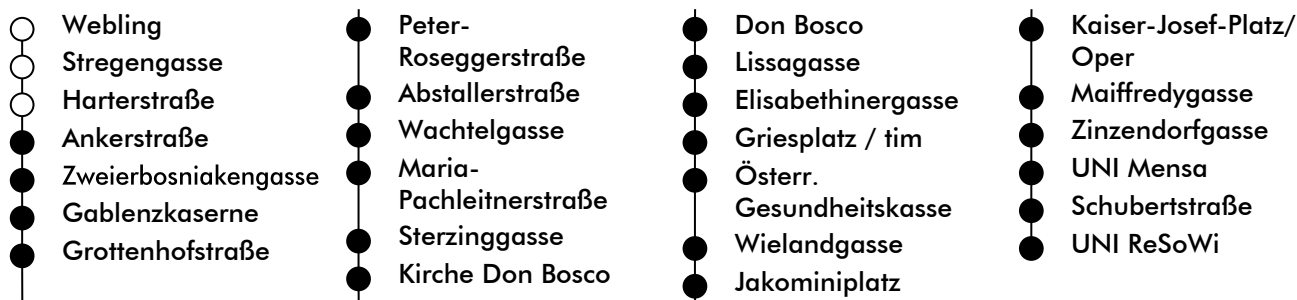 Webling
Stregengasse
Harterstraße
Ankerstraße
Zweierbosniakengasse
Gablenzkaserne
Grottenhofstraße
Peter-
Roseggerstraße
Abstallerstraße
Wachtelgasse
Maria-
Pachleitnerstraße
Sterzinggasse
Kirche Don Bosco
Don Bosco
Lissagasse
Elisabethinergasse
Griesplatz / tim
Österr.
Gesundheitskasse
Wielandgasse
Jakominiplatz
Kaiser-Josef-Platz/
Oper
Maiffredygasse
Zinzendorfgasse
UNI Mensa
Schubertstraße
UNI ReSoWi